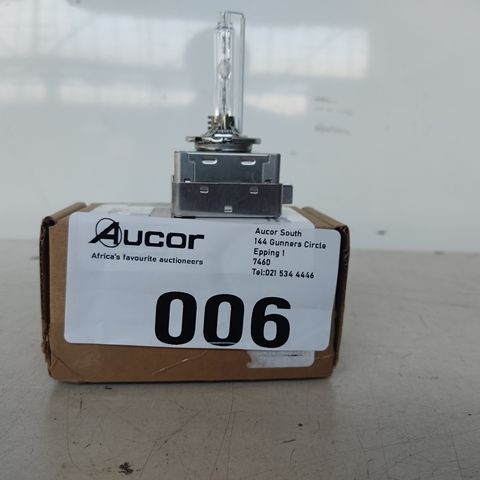 Aucor
Africa's favourite auctioneers
Aucor South
144 Gunners Circle
Epping 1
7460
Tel:021 534 4446
006